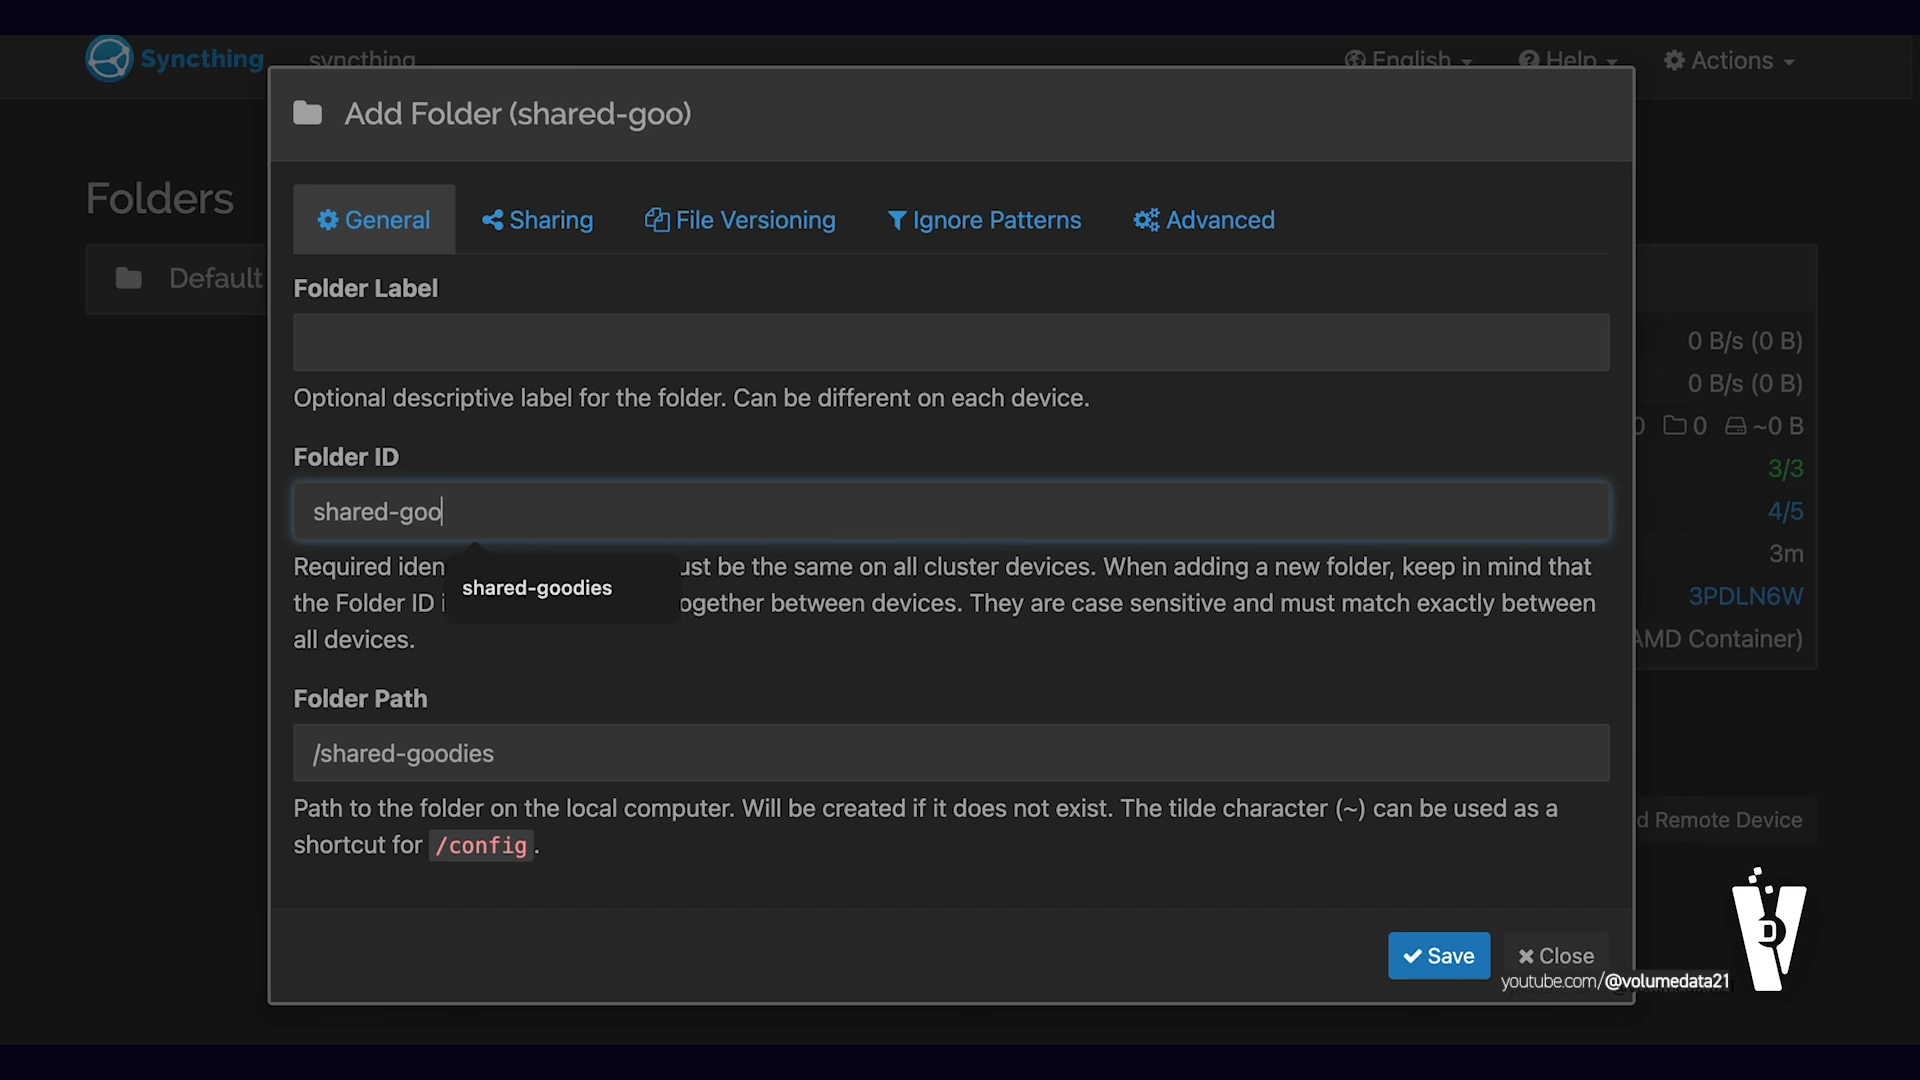 Syncthing
syncthing
English
Help
Actions
Add Folder (shared-goo)
Folders
General
Sharing
File Versioning
Ignore Patterns
Advanced
Default
Folder Label
0 B/s (0 B)
0 B/s (0 B)
Optional descriptive label for the folder. Can be different on each device.
0 0 ~0 B
Folder ID
3/3
shared-goo
4/5
3m
Required iden ust be the same on all cluster devices. When adding a new folder, keep in mind that
shared-goodies
the Folder ID i ogether between devices. They are case sensitive and must match exactly between
3PDLN6W
all devices.
AMD Container)
Folder Path
/shared-goodies
Path to the folder on the local computer. Will be created if it does not exist. The tilde character (~) can be used as a
shortcut for /config.
d Remote Device
D
Save
Close
youtube.com/@volumedata21